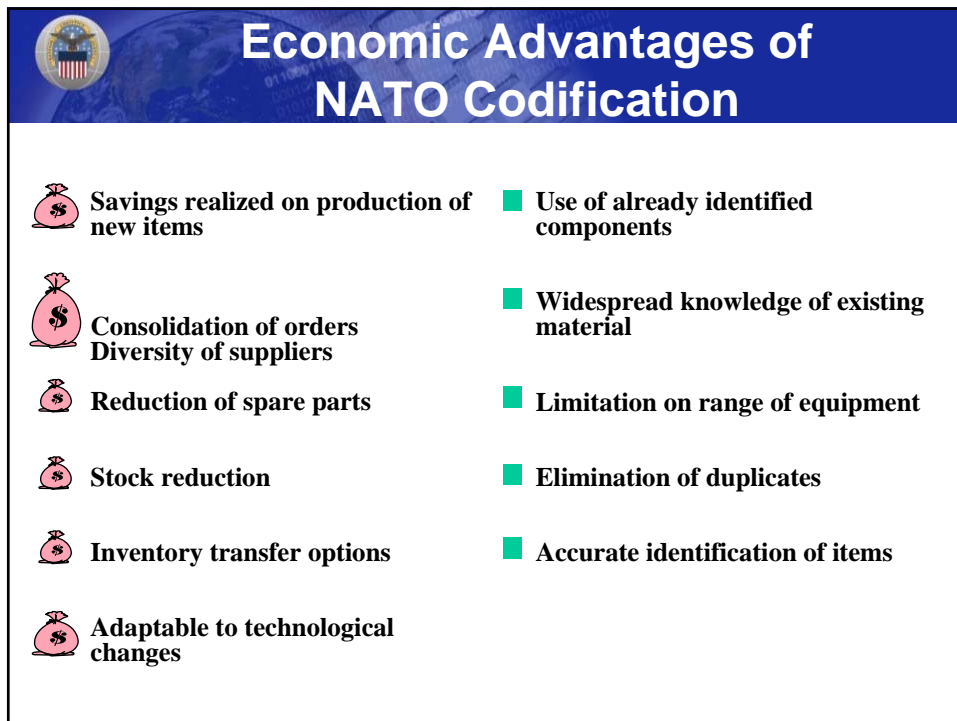 Economic Advantages of
NATO Codification
Savings realized on production of
new items
Consolidation of orders
Diversity of suppliers
Reduction of spare parts
Stock reduction
Inventory transfer options
Adaptable to technological
changes
Use of already identified
components
Widespread knowledge of existing
material
Limitation on range of equipment
Elimination of duplicates
Accurate identification of items